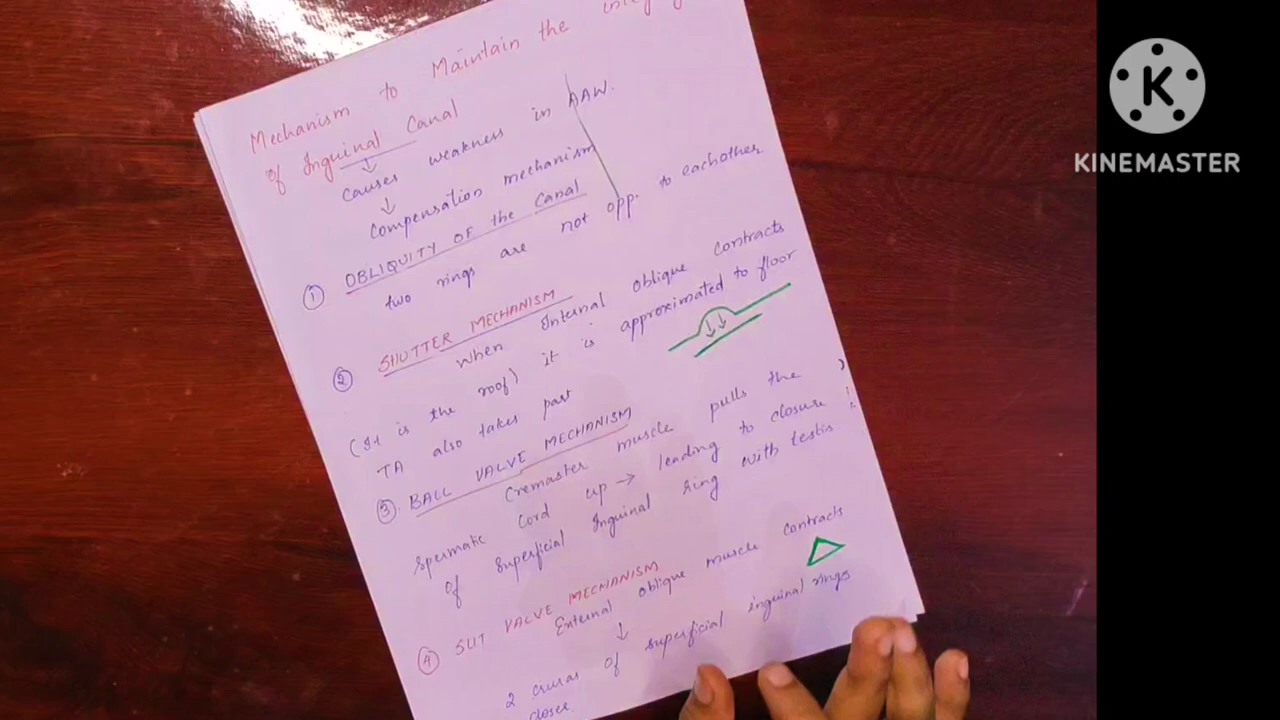 Mechanism to Maintain the
of Inguinal Canal
↓
causes weakness in AAW.
↓
compensation mechanism
① OBLIQUITY OF the Canal
two rings are not opp. to eachother
② SHUTTER MECHANISM
when Internal oblique contracts
(It is the roof) it is approximated to floor
TA also takes part
③. BALL VALVE MECHANISM
Cremaster muscle pulls the
spermatic cord up → leading to closure
of superficial Inguinal ring with testis
④ SLIT VALVE MECHANISM
External oblique muscle contracts
↓
2 cruras of superficial inguinal rings
closes.
K
KINEMASTER